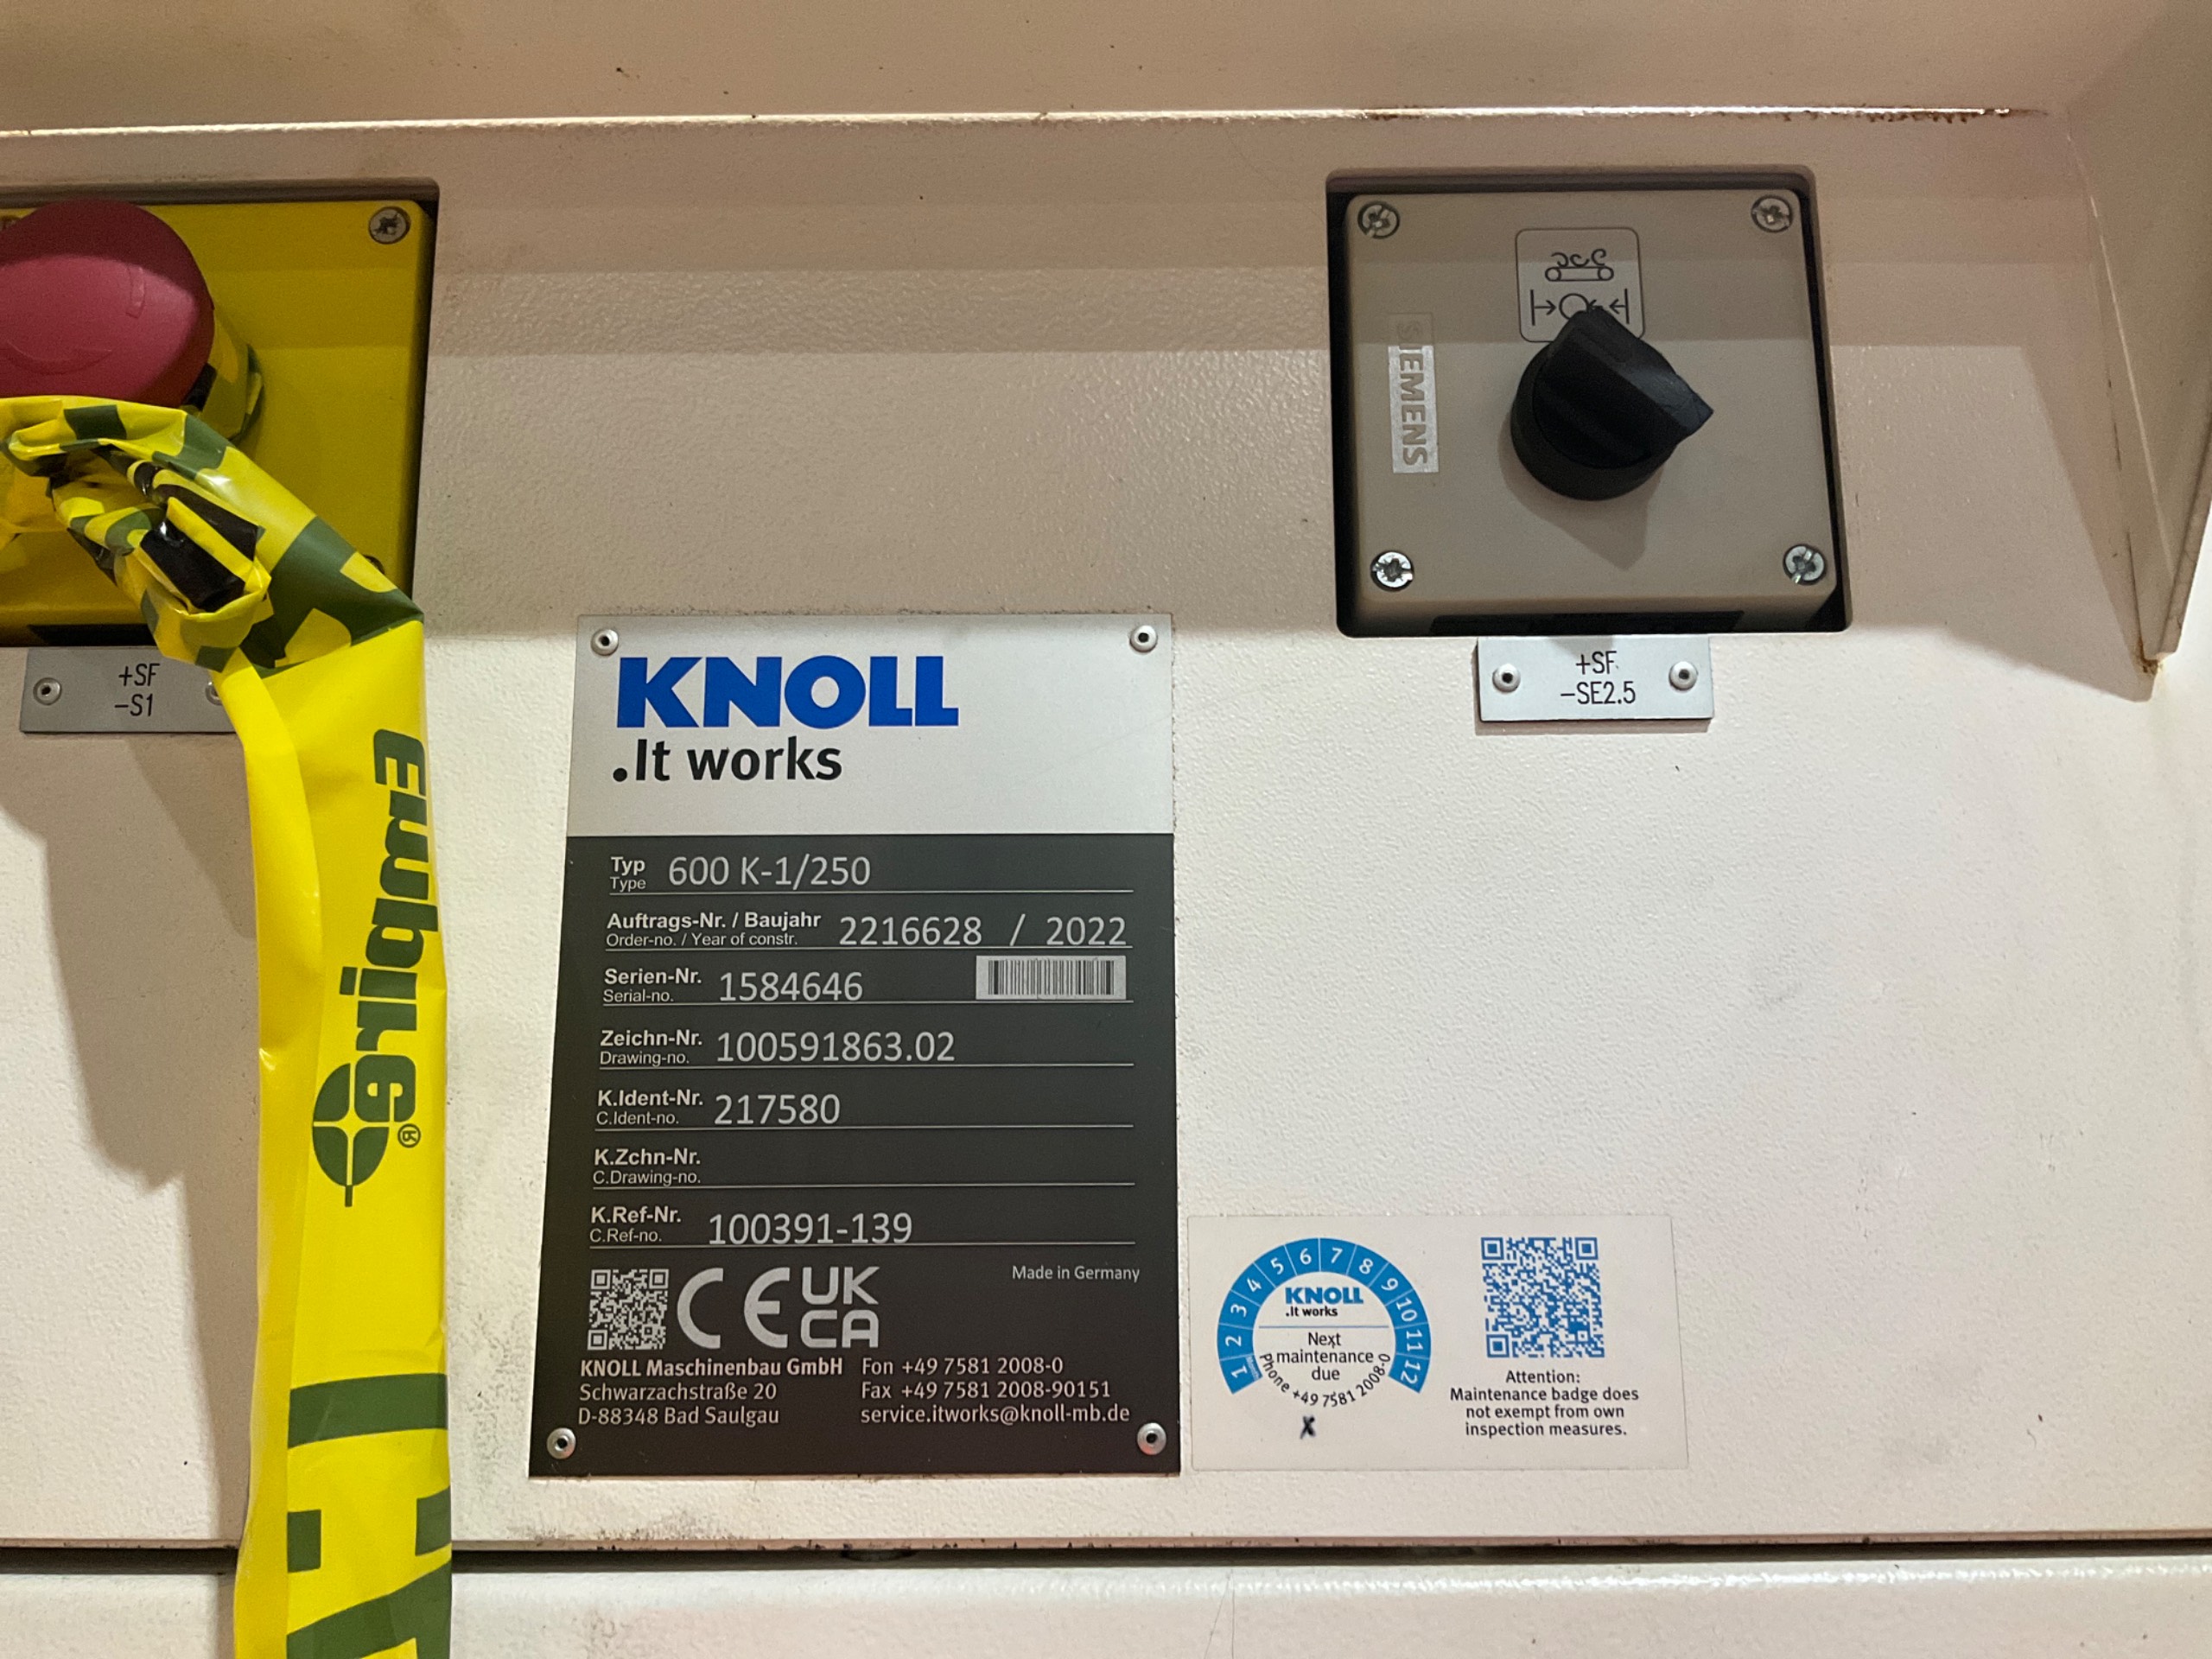 SIEMENS
+SF
-S1
+SF
-SE2.5
Empire®
KNOLL
.It works
Typ
Type
600 K-1/250
Auftrags-Nr. / Baujahr
Order-no. / Year of constr.
2216628 / 2022
Serien-Nr.
Serial-no.
1584646
Zeichn-Nr.
Drawing-no.
100591863.02
K.Ident-Nr.
C.Ident-no.
217580
K.Zchn-Nr.
C.Drawing-no.
K.Ref-Nr.
C.Ref-no.
100391-139
Made in Germany
CE UK
CA
KNOLL Maschinenbau GmbH
Schwarzachstraße 20
D-88348 Bad Saulgau
Fon +49 7581 2008-0
Fax +49 7581 2008-90151
service.itworks@knoll-mb.de
1 2 3 4 5 6 7 8 9 10 11 12
KNOLL
.It works
Next
maintenance
due
Phone +49 7581 2008-0
x
Attention:
Maintenance badge does
not exempt from own
inspection measures.